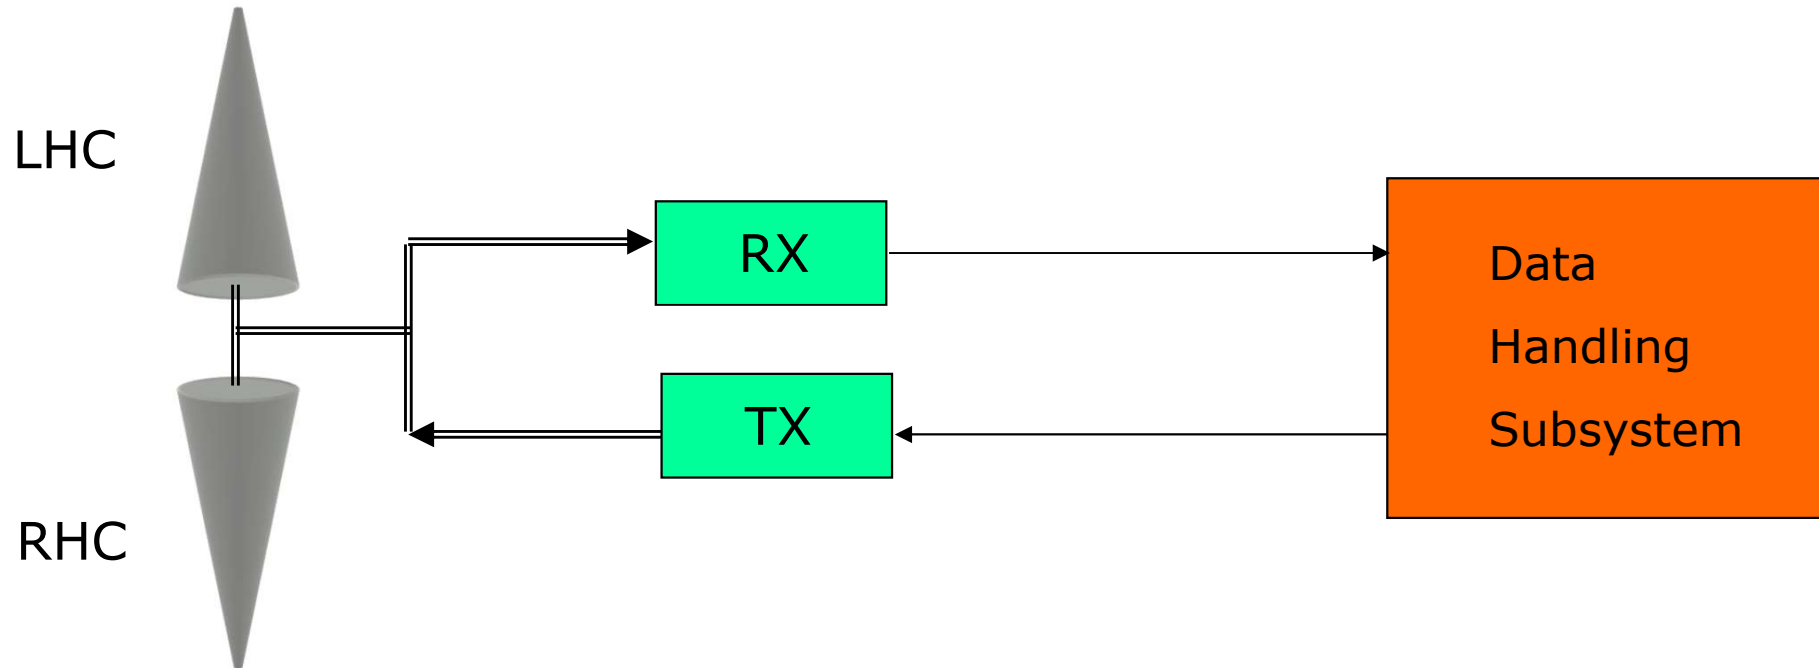 LHC
RHC
RX
TX
Data
Handling
Subsystem